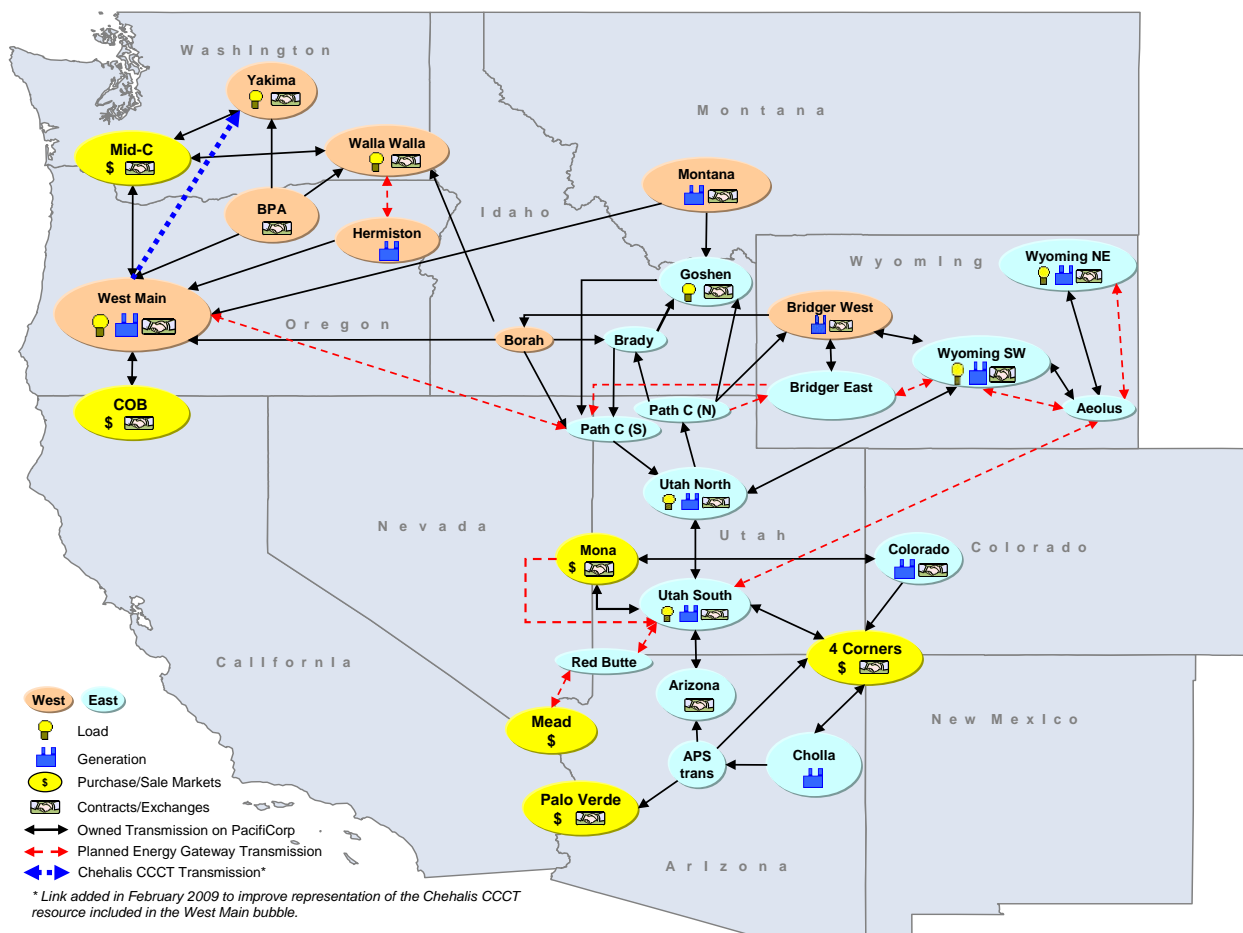 Washington
Yakima
Montana
Mid-C
$
Walla Walla
Montana
BPA
Idaho
Hermiston
Wyoming
Wyoming NE
Goshen
West Main
Oregon
Bridger West
Borah
Brady
Wyoming SW
Bridger East
COB
$
Path C (N)
Aeolus
Path C (S)
Utah North
Nevada
Utah
Mona
$
Colorado
Colorado
Utah South
4 Corners
$
California
Red Butte
Arizona
West
East
New Mexico
Load
Mead
$
Generation
APS
trans
Cholla
$
Purchase/Sale Markets
Palo Verde
$
Contracts/Exchanges
Owned Transmission on PacifiCorp
Planned Energy Gateway Transmission
Arizona
Chehalis CCCT Transmission*
* Link added in February 2009 to improve representation of the Chehalis CCCT
resource included in the West Main bubble.